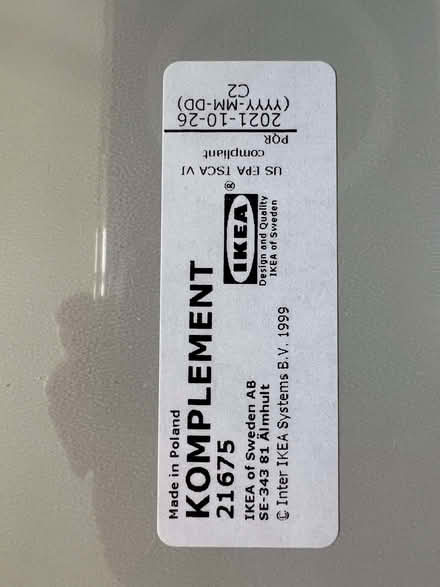 Made in Poland
KOMPLEMENT
21675
IKEA of Sweden AB
SE-343 81 Älmhult
© Inter IKEA Systems B.V. 1999
IKEA®
Design and Quality
IKEA of Sweden
US EPA TSCA VI
compliant
PQR
2021-10-26
(YYYY-MM-DD)
C2